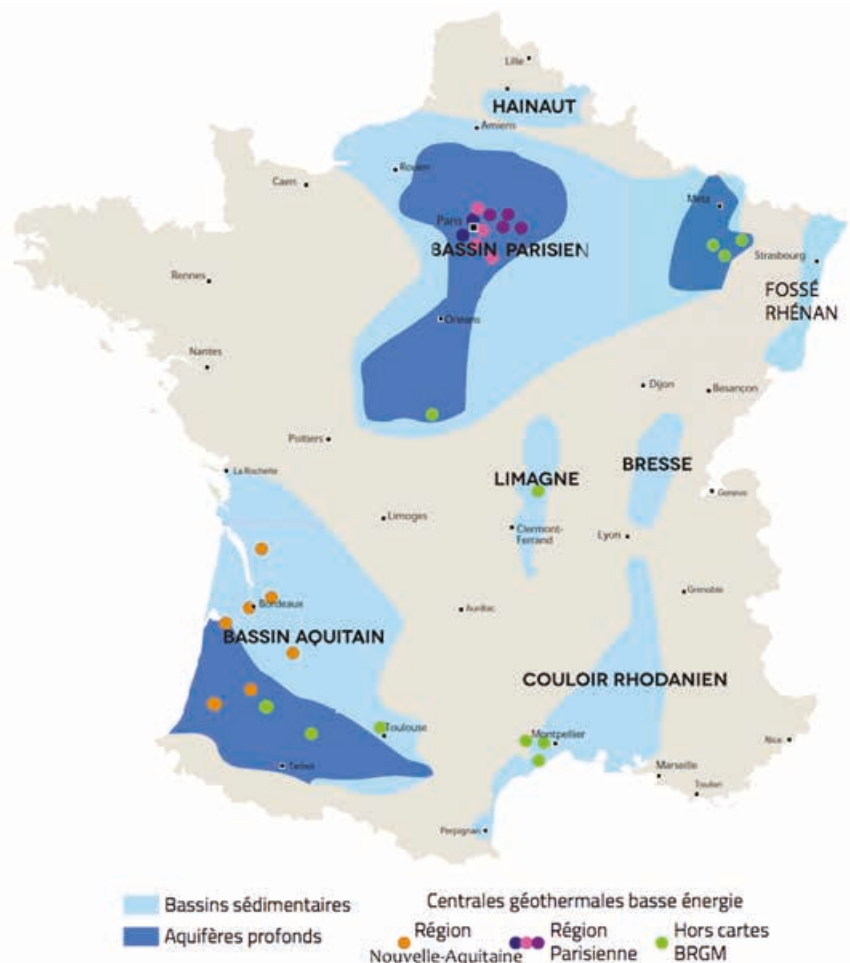 Lille
HAINAUT
Amiens
Rouen
Caen
Metz
Paris
BASSIN PARISIEN
Strasbourg
Rennes
FOSSÉ
RHÉNAN
Orléans
Nantes
Dijon
Besançon
Poitiers
BRESSE
La Rochelle
LIMAGNE
Geneve
Limoges
Clermont-
Ferrand
Lyon
Grenoble
Bordeaux
Aurillac
BASSIN AQUITAIN
COULOIR RHODANIEN
Toulouse
Montpellier
Nice
Tarbes
Marseille
Toulon
Perpignan
Bassins sédimentaires
Aquifères profonds
Centrales géothermales basse énergie
Région
Nouvelle-Aquitaine
Région
Parisienne
Hors cartes
BRGM